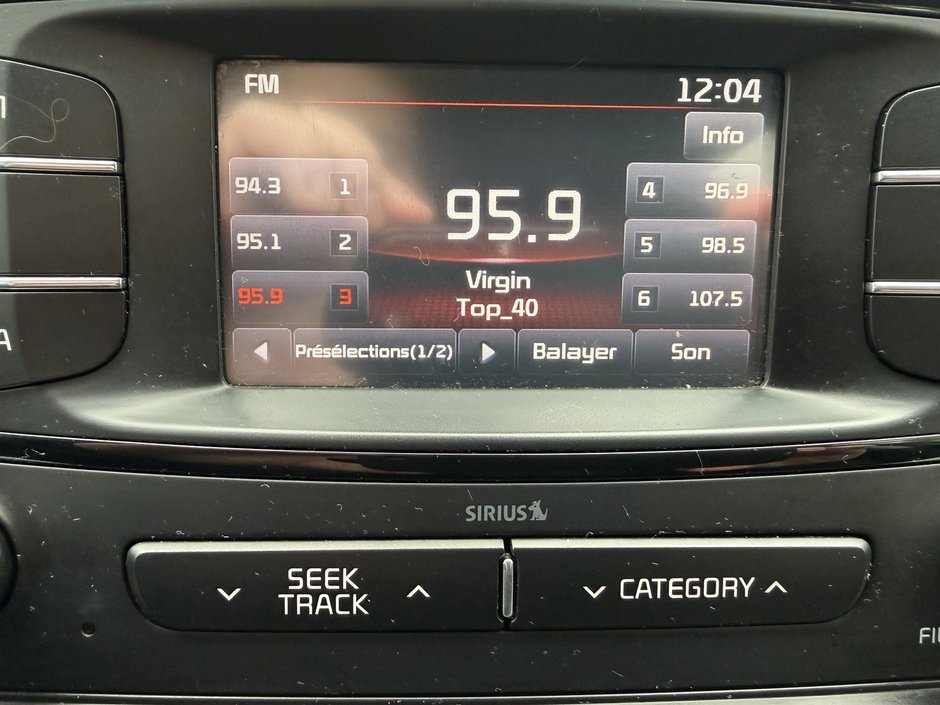 FM 12:04
Info
94.3 1
95.1 2
95.9 3
95.9
Virgin
Top_40
4 96.9
5 98.5
6 107.5
Présélections(1/2) Balayer Son
SIRIUS
SEEK
TRACK
CATEGORY